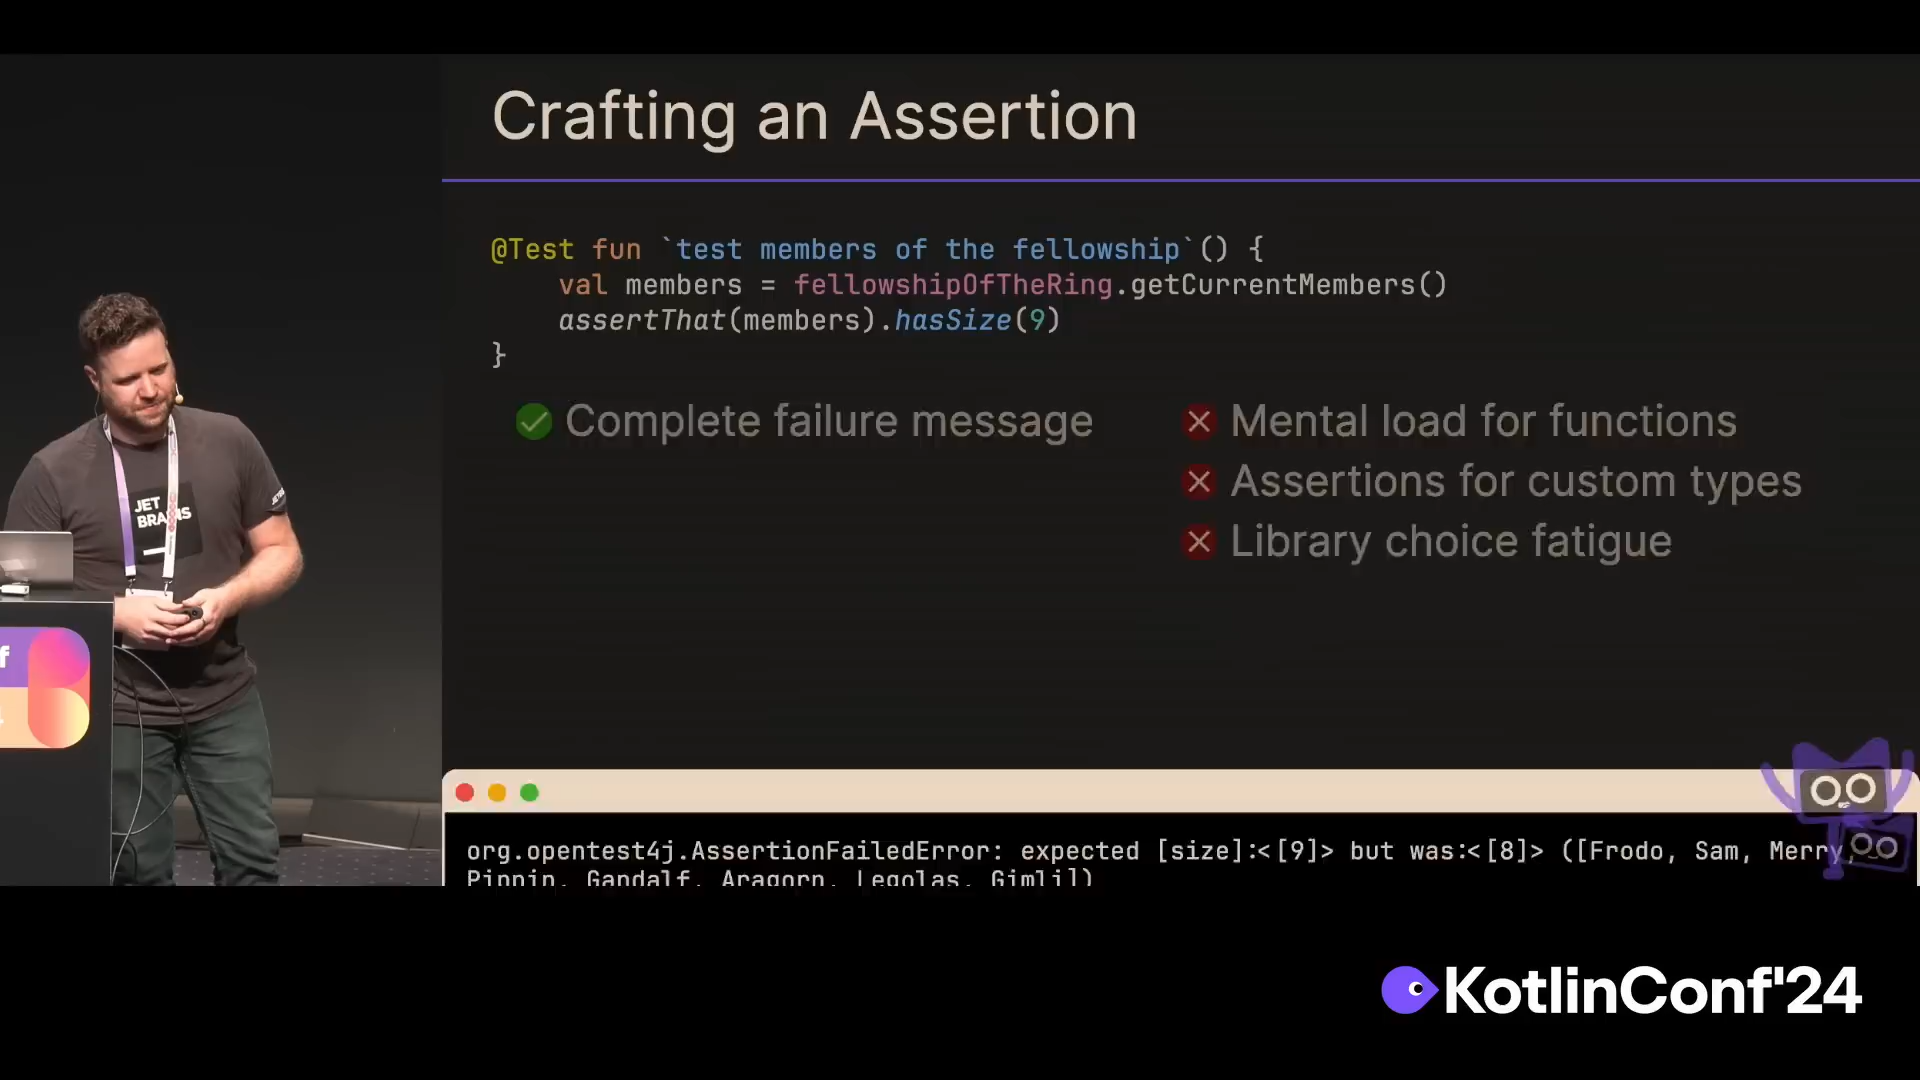 Crafting an Assertion
@Test fun `test members of the fellowship`() {
val members = fellowshipOfTheRing.getCurrentMembers()
assertThat(members).hasSize(9)
}
Complete failure message
Mental load for functions
Assertions for custom types
Library choice fatigue
JET
BRAINS
f
org.opentest4j.AssertionFailedError: expected [size]:<[9]> but was:<[8]> ([Frodo, Sam, Merry,
Pippin, Gandalf, Aragorn, Legolas, Gimli])
KotlinConf'24